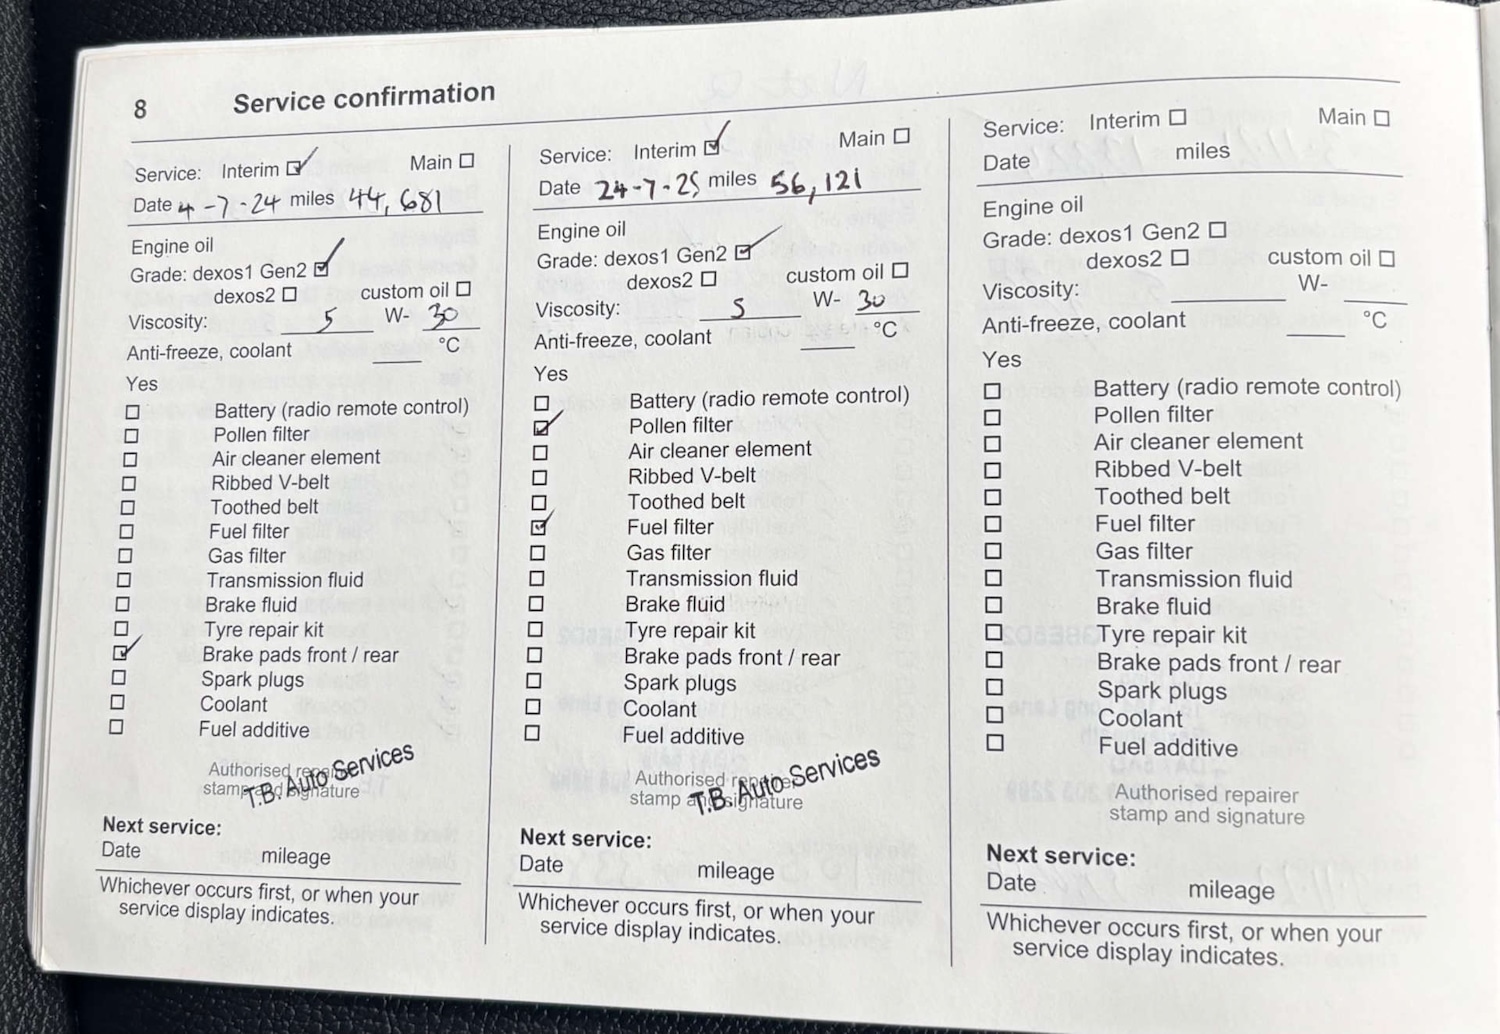 8 Service confirmation
Service: Interim ☑ Main ☐
Date 4-7-24 miles 44,681
Engine oil
Grade: dexos1 Gen2 ☑
dexos2 ☐ custom oil ☐
Viscosity: 5 W- 30
Anti-freeze, coolant ____ °C
Yes
☐ Battery (radio remote control)
☐ Pollen filter
☐ Air cleaner element
☐ Ribbed V-belt
☐ Toothed belt
☐ Fuel filter
☐ Gas filter
☐ Transmission fluid
☐ Brake fluid
☐ Tyre repair kit
☑ Brake pads front / rear
☐ Spark plugs
☐ Coolant
☐ Fuel additive
Authorised repairer
stamp and signature
T.B. Auto Services
Next service:
Date mileage
Whichever occurs first, or when your
service display indicates.
Service: Interim ☑ Main ☐
Date 24-7-25 miles 56,121
Engine oil
Grade: dexos1 Gen2 ☑
dexos2 ☐ custom oil ☐
Viscosity: 5 W- 30
Anti-freeze, coolant ____ °C
Yes
☐ Battery (radio remote control)
☑ Pollen filter
☐ Air cleaner element
☐ Ribbed V-belt
☐ Toothed belt
☑ Fuel filter
☐ Gas filter
☐ Transmission fluid
☐ Brake fluid
☐ Tyre repair kit
☐ Brake pads front / rear
☐ Spark plugs
☐ Coolant
☐ Fuel additive
Authorised repairer
stamp and signature
T.B. Auto Services
Next service:
Date mileage
Whichever occurs first, or when your
service display indicates.
Service: Interim ☐ Main ☐
Date miles
Engine oil
Grade: dexos1 Gen2 ☐
dexos2 ☐ custom oil ☐
Viscosity: ____ W- ____
Anti-freeze, coolant ____ °C
Yes
☐ Battery (radio remote control)
☐ Pollen filter
☐ Air cleaner element
☐ Ribbed V-belt
☐ Toothed belt
☐ Fuel filter
☐ Gas filter
☐ Transmission fluid
☐ Brake fluid
☐ Tyre repair kit
☐ Brake pads front / rear
☐ Spark plugs
☐ Coolant
☐ Fuel additive
Authorised repairer
stamp and signature
Next service:
Date mileage
Whichever occurs first, or when your
service display indicates.